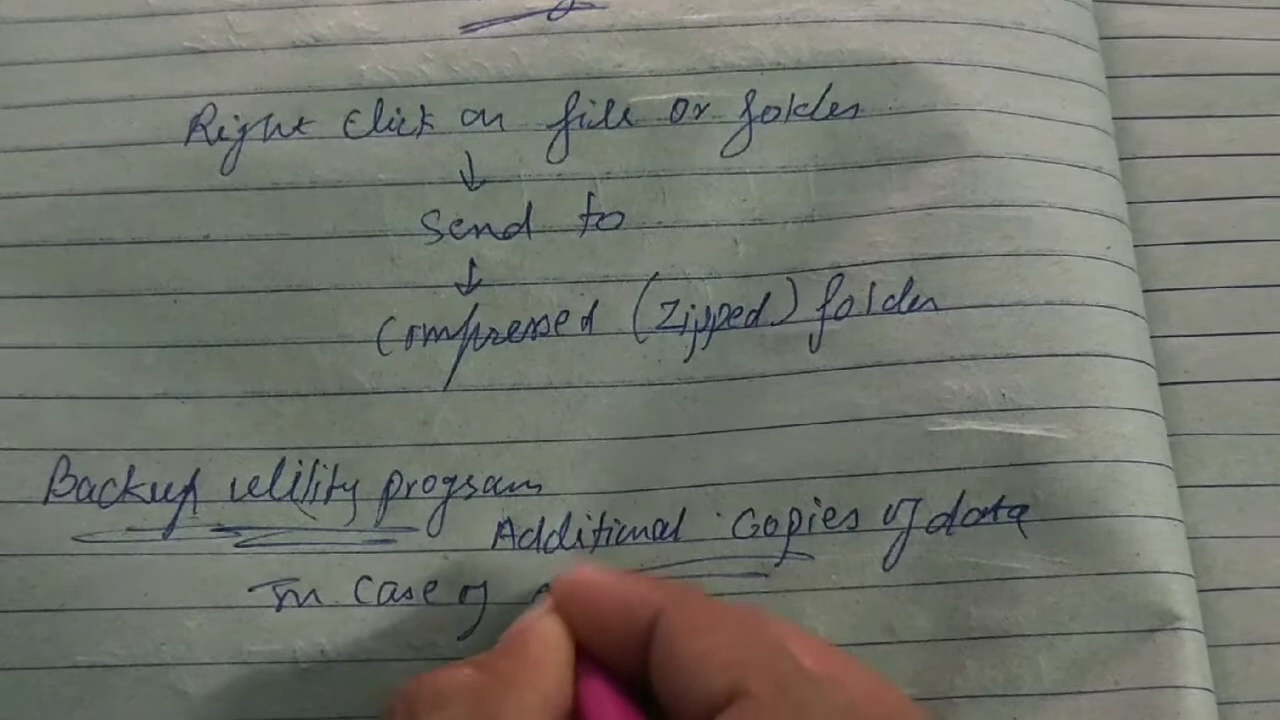 Right click on file or folder
↓
Send to
↓
Compressed (Zipped) folder
Backup utility program
Additional Copies of data
In case of